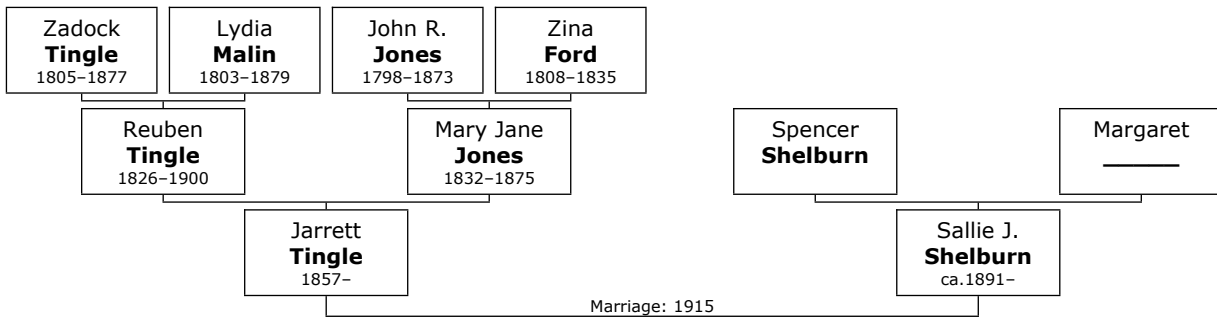 Zadock
Tingle
1805–1877
Lydia
Malin
1803–1879
John R.
Jones
1798–1873
Zina
Ford
1808–1835
Reuben
Tingle
1826–1900
Mary Jane
Jones
1832–1875
Spencer
Shelburn
Margaret
______
Jarrett
Tingle
1857–
Sallie J.
Shelburn
ca.1891–
Marriage: 1915